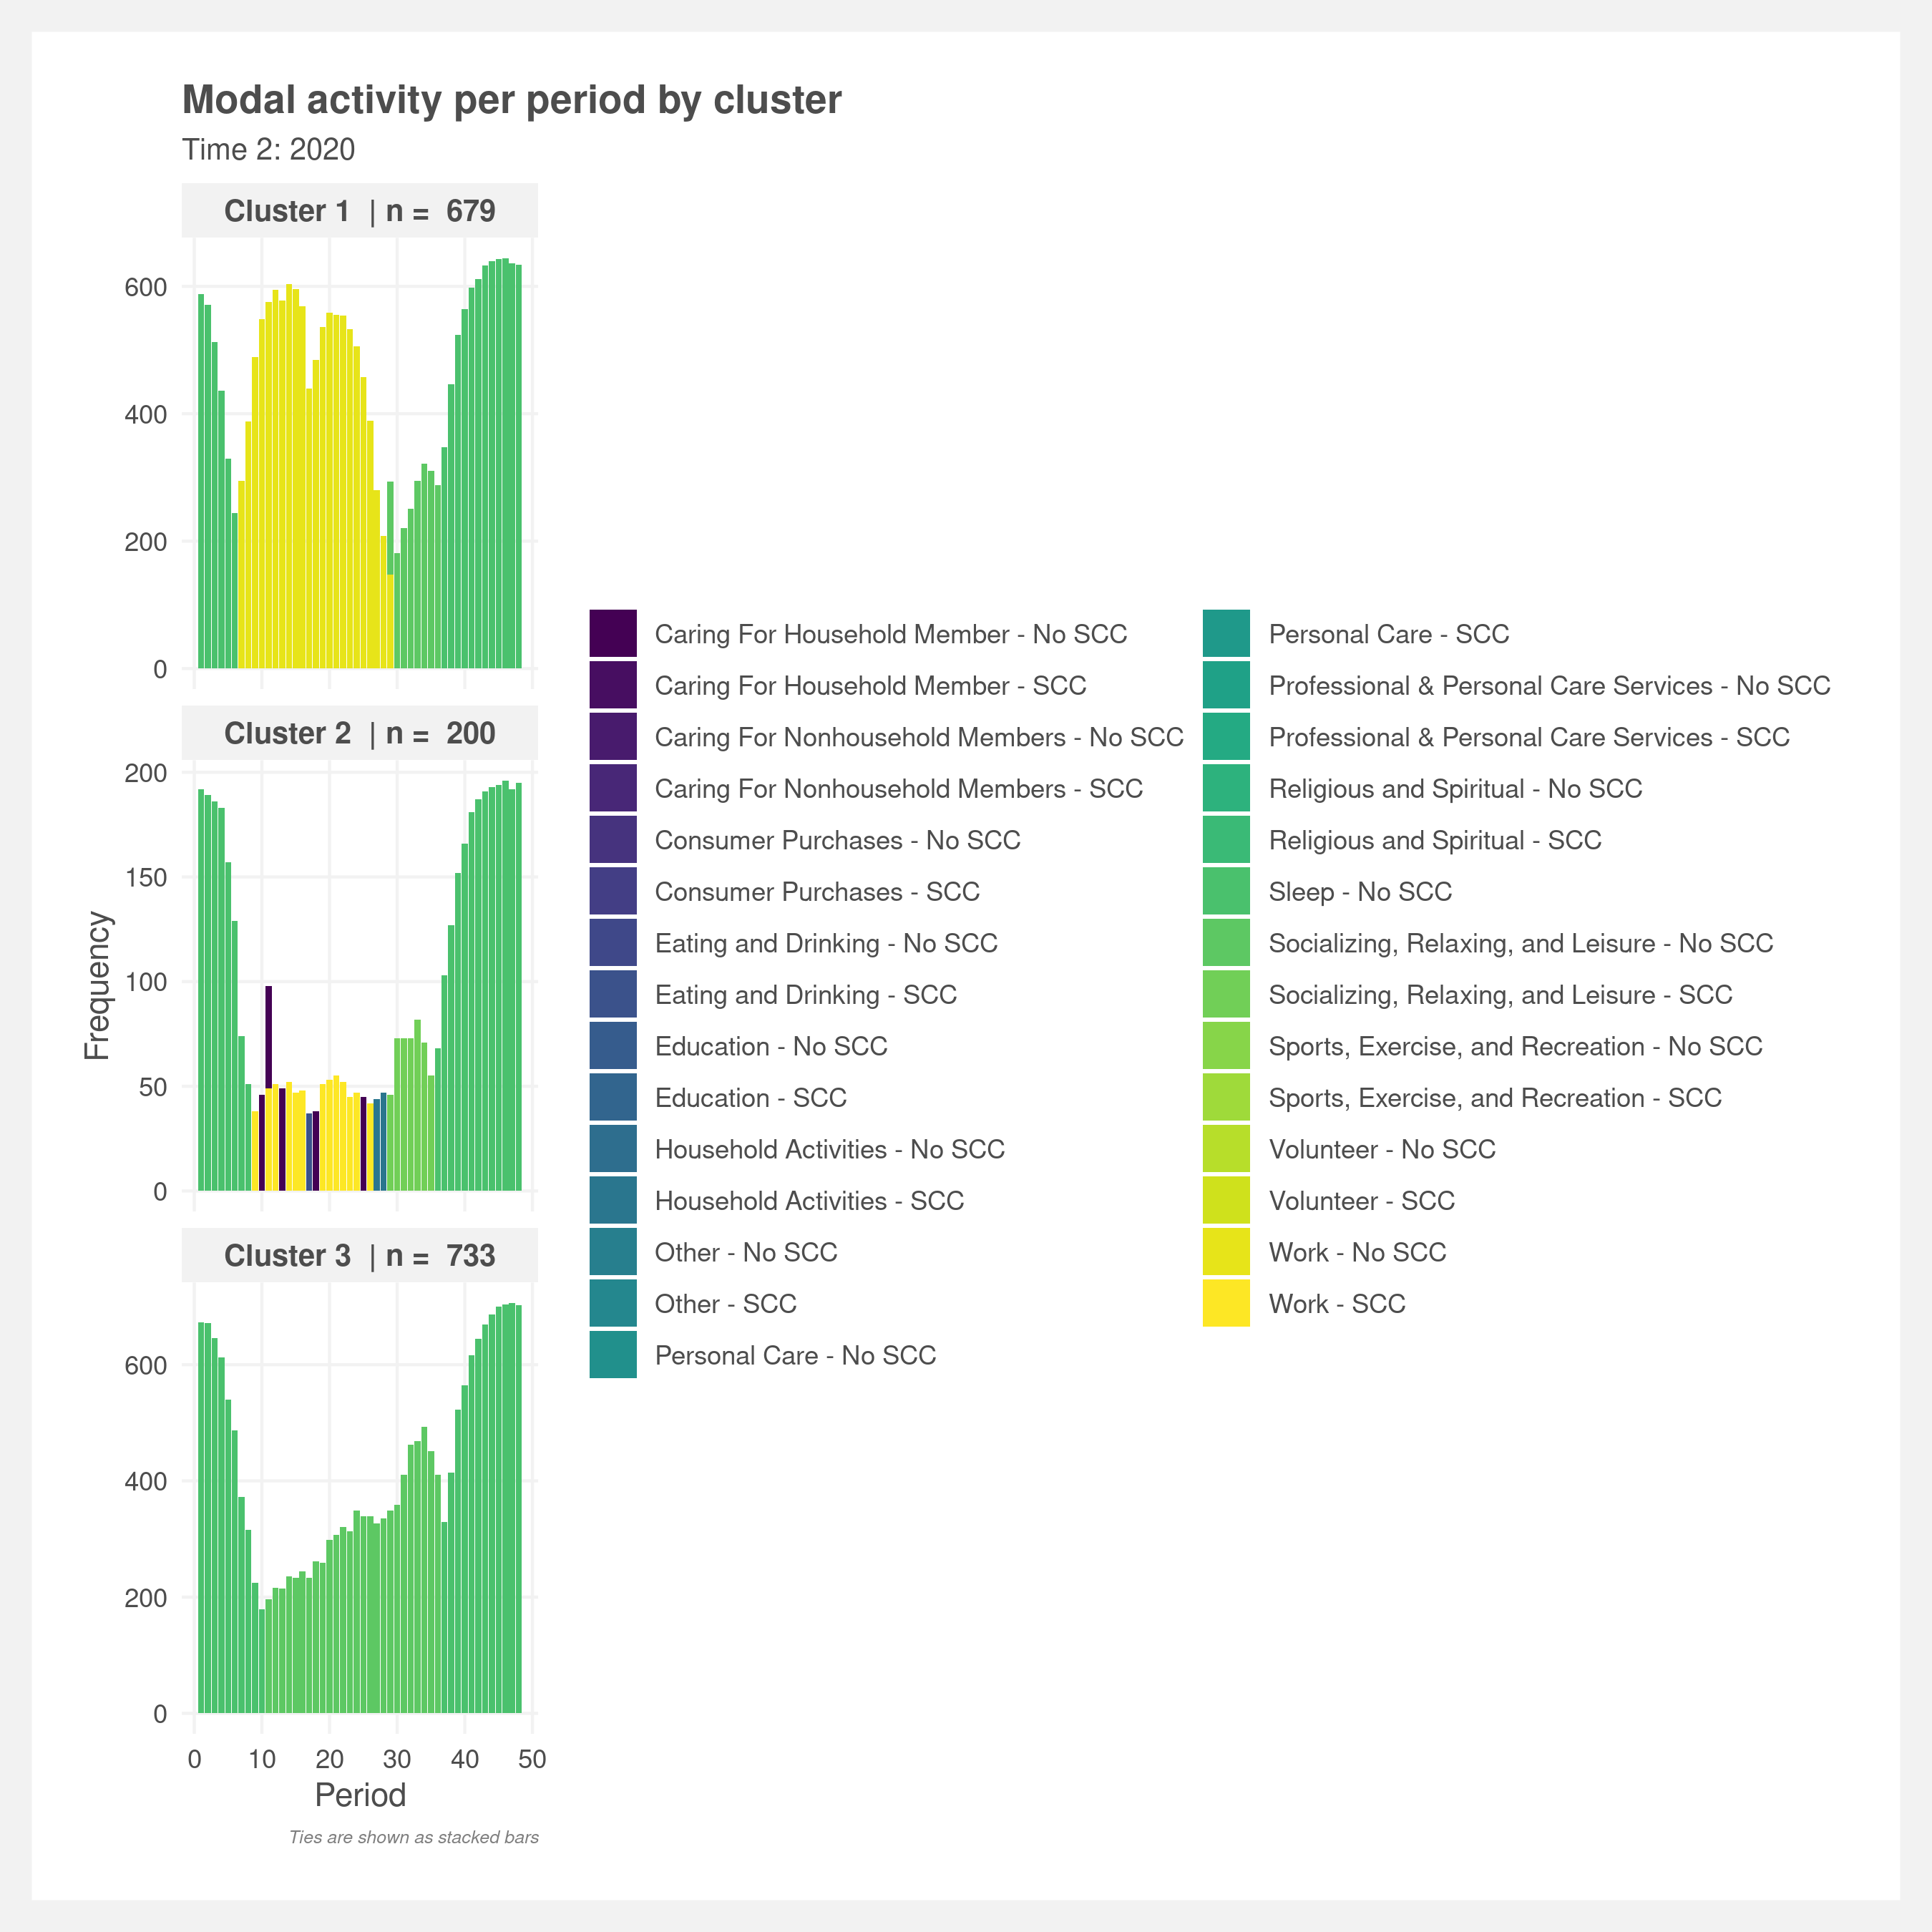 Modal activity per period by cluster
Time 2: 2020
Cluster 1 | n = 679
600
400
200
0
Cluster 2 | n = 200
200
150
100
50
0
Cluster 3 | n = 733
600
400
200
0
0 10 20 30 40 50
Frequency
Period
Ties are shown as stacked bars
Caring For Household Member - No SCC
Caring For Household Member - SCC
Caring For Nonhousehold Members - No SCC
Caring For Nonhousehold Members - SCC
Consumer Purchases - No SCC
Consumer Purchases - SCC
Eating and Drinking - No SCC
Eating and Drinking - SCC
Education - No SCC
Education - SCC
Household Activities - No SCC
Household Activities - SCC
Other - No SCC
Other - SCC
Personal Care - No SCC
Personal Care - SCC
Professional & Personal Care Services - No SCC
Professional & Personal Care Services - SCC
Religious and Spiritual - No SCC
Religious and Spiritual - SCC
Sleep - No SCC
Socializing, Relaxing, and Leisure - No SCC
Socializing, Relaxing, and Leisure - SCC
Sports, Exercise, and Recreation - No SCC
Sports, Exercise, and Recreation - SCC
Volunteer - No SCC
Volunteer - SCC
Work - No SCC
Work - SCC